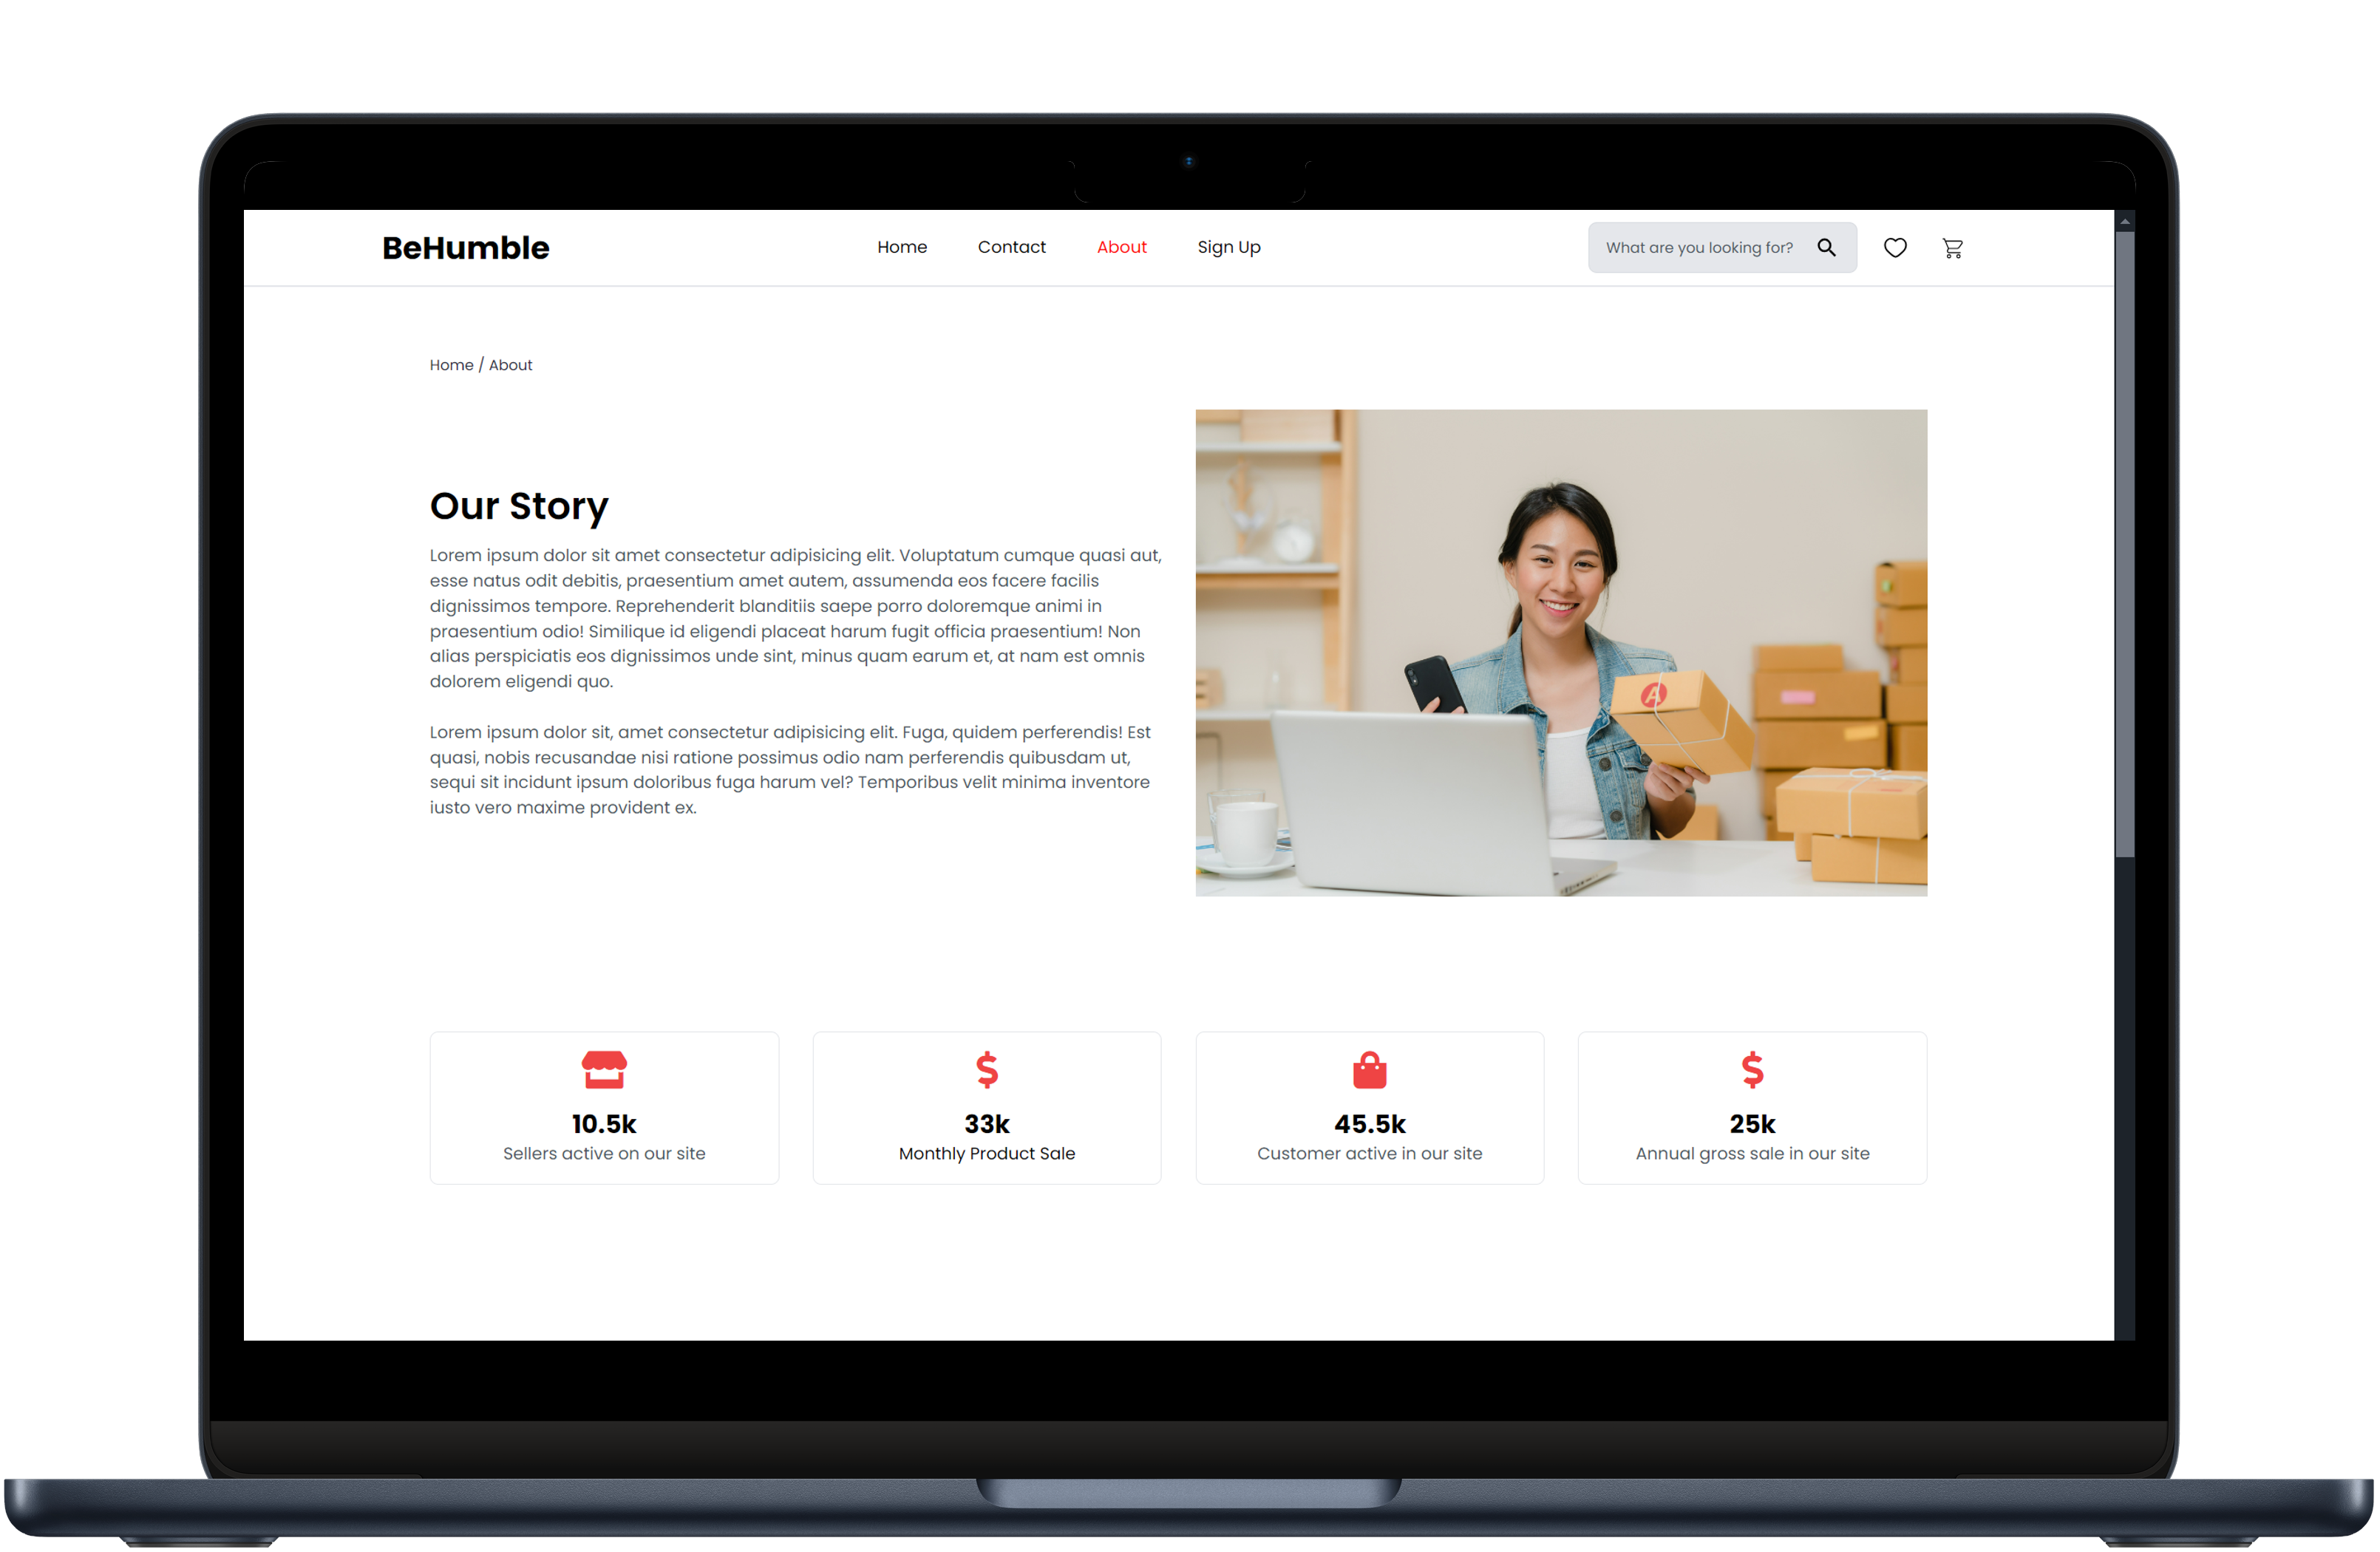 BeHumble
Home
Contact
About
Sign Up
What are you looking for?
Home / About
Our Story
Lorem ipsum dolor sit amet consectetur adipisicing elit. Voluptatum cumque quasi aut,
esse natus odit debitis, praesentium amet autem, assumenda eos facere facilis
dignissimos tempore. Reprehenderit blanditiis saepe porro doloremque animi in
praesentium odio! Similique id eligendi placeat harum fugit officia praesentium! Non
alias perspiciatis eos dignissimos unde sint, minus quam earum et, at nam est omnis
dolorem eligendi quo.
Lorem ipsum dolor sit, amet consectetur adipisicing elit. Fuga, quidem perferendis! Est
quasi, nobis recusandae nisi ratione possimus odio nam perferendis quibusdam ut,
sequi sit incidunt ipsum doloribus fuga harum vel? Temporibus velit minima inventore
iusto vero maxime provident ex.
A
$
$
10.5k
Sellers active on our site
33k
Monthly Product Sale
45.5k
Customer active in our site
25k
Annual gross sale in our site